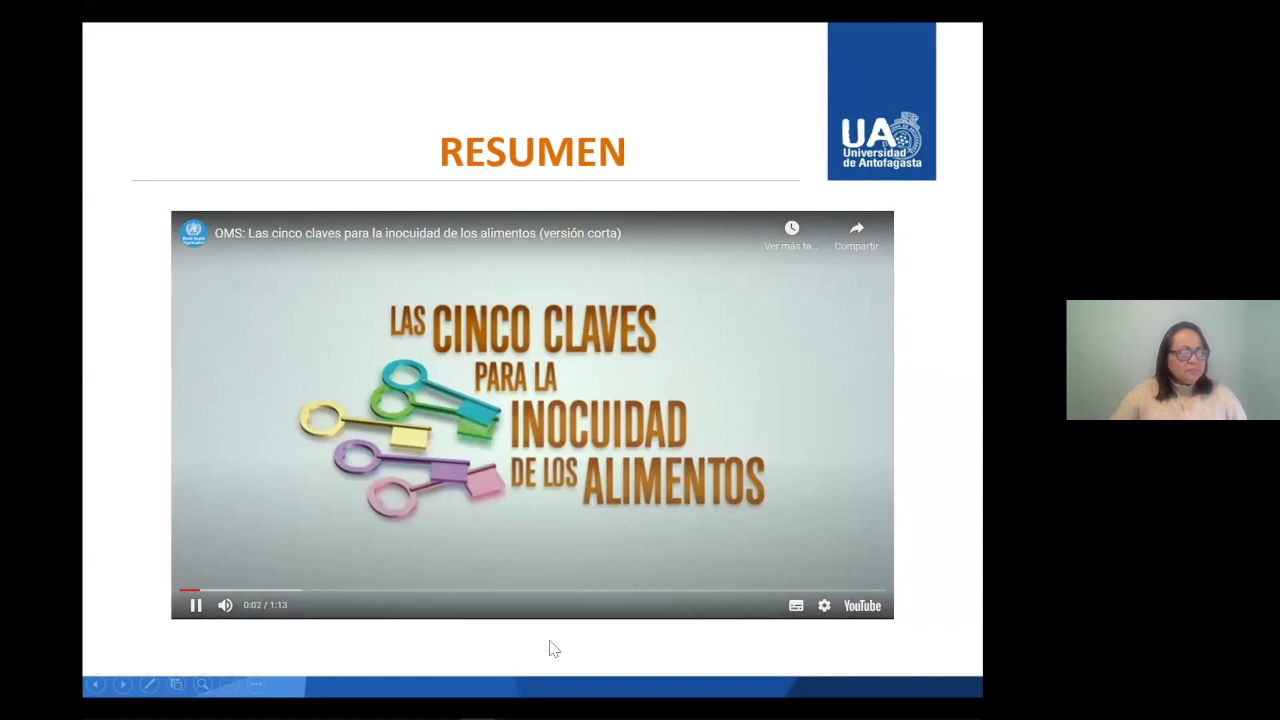 RESUMEN
UA
Universidad
de Antofagasta
OMS: Las cinco claves para la inocuidad de los alimentos (versión corta)
Ver más ta...
Compartir
LAS CINCO CLAVES
PARA LA
INOCUIDAD
DE LOS ALIMENTOS
0:02 / 1:13
YouTube